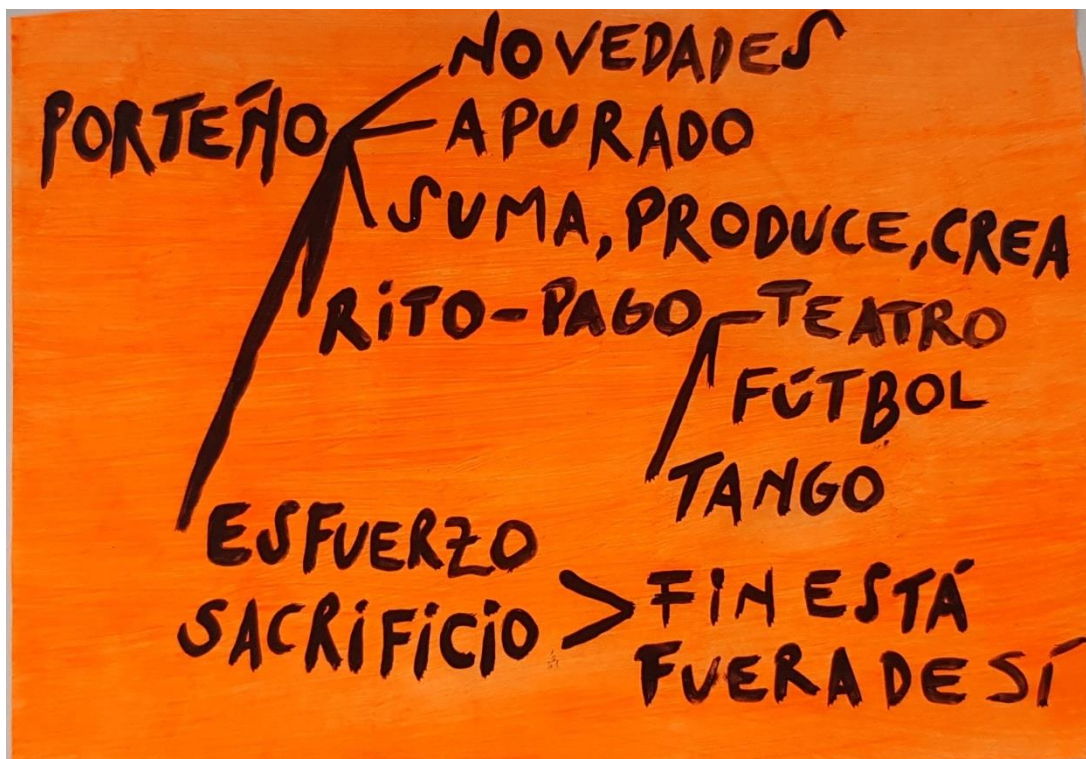 NOVEDADES
PORTEÑO
APURADO
SUMA, PRODUCE, CREA
RITO-PAGO
TEATRO
FÚTBOL
TANGO
ESFUERZO
SACRIFICIO > FIN ESTÁ
FUERA DE SÍ